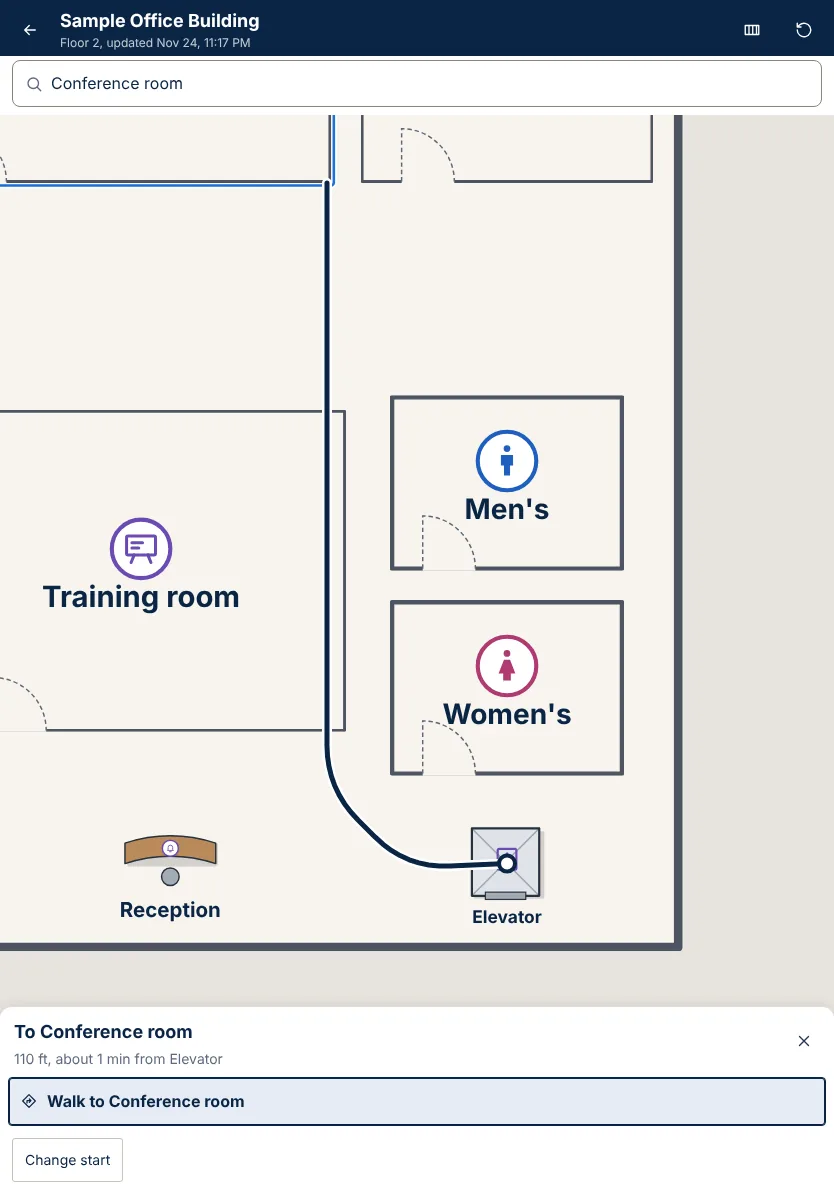 Sample Office Building
Floor 2, updated Nov 24, 11:17 PM
Conference room
Men's
Training room
Women's
Reception
Elevator
To Conference room
110 ft, about 1 min from Elevator
Walk to Conference room
Change start